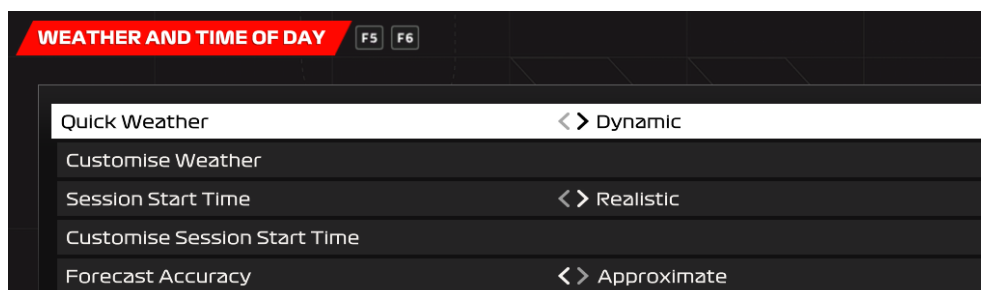 WEATHER AND TIME OF DAY F5 F6
Quick Weather < > Dynamic
Customise Weather
Session Start Time < > Realistic
Customise Session Start Time
Forecast Accuracy < > Approximate